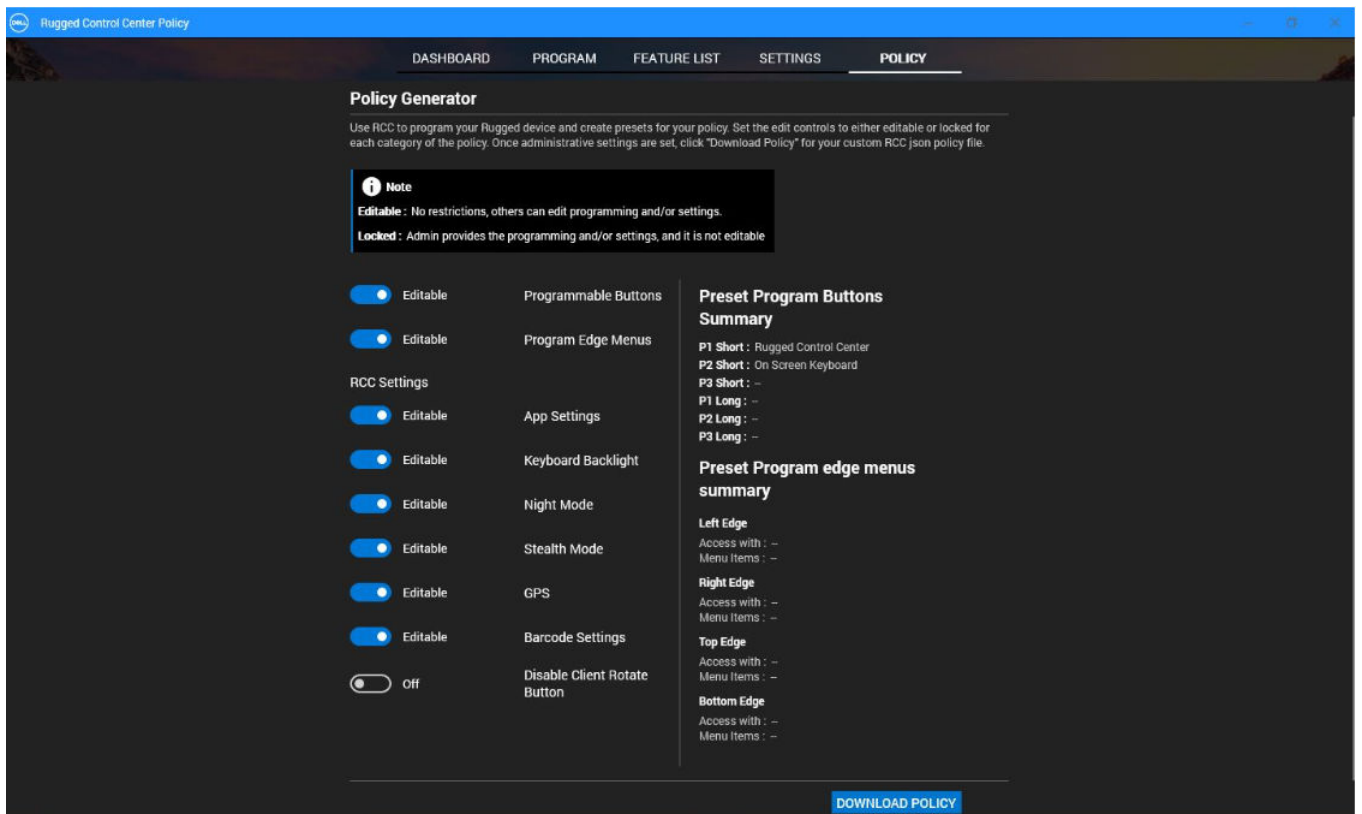 DELL
Rugged Control Center Policy
DASHBOARD PROGRAM FEATURE LIST SETTINGS POLICY
Policy Generator
Use RCC to program your Rugged device and create presets for your policy. Set the edit controls to either editable or locked for
each category of the policy. Once administrative settings are set, click "Download Policy" for your custom RCC json policy file.
i Note
Editable : No restrictions, others can edit programming and/or settings.
Locked : Admin provides the programming and/or settings, and it is not editable
Editable Programmable Buttons
Editable Program Edge Menus
RCC Settings
Editable App Settings
Editable Keyboard Backlight
Editable Night Mode
Editable Stealth Mode
Editable GPS
Editable Barcode Settings
Off Disable Client Rotate
Button
Preset Program Buttons
Summary
P1 Short : Rugged Control Center
P2 Short : On Screen Keyboard
P3 Short : --
P1 Long : --
P2 Long : --
P3 Long : --
Preset Program edge menus
summary
Left Edge
Access with : --
Menu Items : --
Right Edge
Access with : --
Menu Items : --
Top Edge
Access with : --
Menu Items : --
Bottom Edge
Access with : --
Menu Items : --
DOWNLOAD POLICY